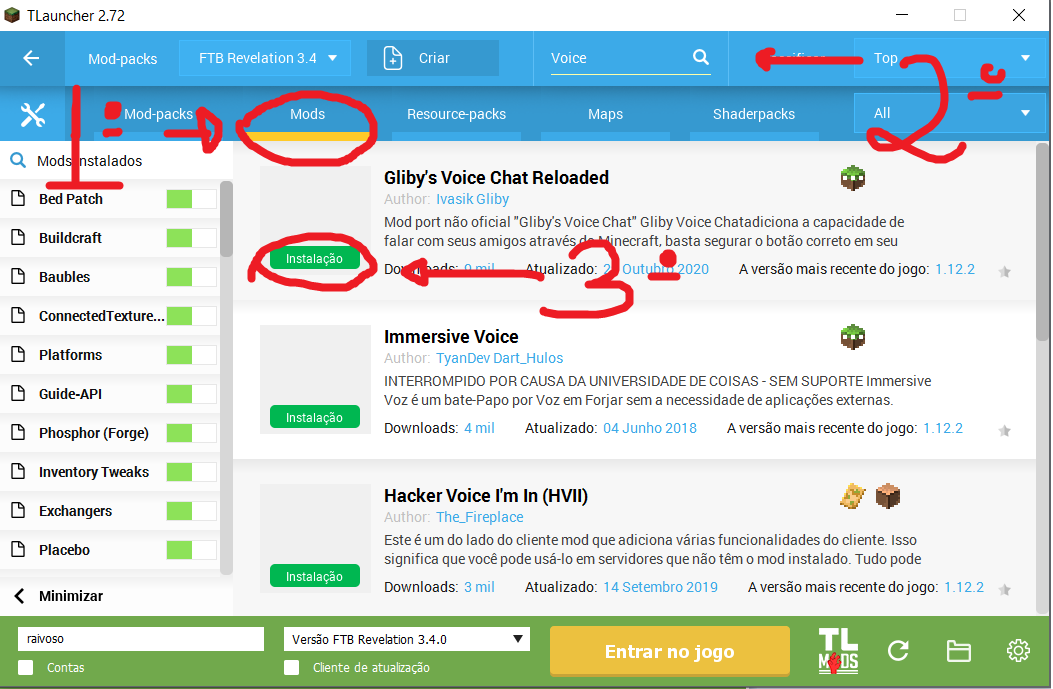 TLauncher 2.72
Mod-packs
FTB Revelation 3.4
Criar
Voice
Top
2º
1º
Mod-packs
Mods
Resource-packs
Maps
Shaderpacks
All
Mods instalados
Bed Patch
Buildcraft
Baubles
ConnectedTexture...
Platforms
Guide-API
Phosphor (Forge)
Inventory Tweaks
Exchangers
Placebo
Minimizar
Gliby's Voice Chat Reloaded
Author: Ivasik Gliby
Mod port não oficial "Gliby's Voice Chat" Gliby Voice Chatadiciona a capacidade de
falar com seus amigos através do Minecraft, basta segurar o botão correto em seu
Instalação
Downloads: 9 mil
Atualizado: Outubro 2020
A versão mais recente do jogo: 1.12.2
3º
Immersive Voice
Author: TyanDev Dart_Hulos
INTERROMPIDO POR CAUSA DA UNIVERSIDADE DE COISAS - SEM SUPORTE Immersive
Voz é um bate-Papo por Voz em Forjar sem a necessidade de aplicações externas.
Instalação
Downloads: 4 mil
Atualizado: 04 Junho 2018
A versão mais recente do jogo: 1.12.2
Hacker Voice I'm In (HVII)
Author: The_Fireplace
Este é um do lado do cliente mod que adiciona várias funcionalidades do cliente. Isso
significa que você pode usá-lo em servidores que não têm o mod instalado. Tudo pode
Instalação
Downloads: 3 mil
Atualizado: 14 Setembro 2019
A versão mais recente do jogo: 1.12.2
raivoso
Contas
Versão FTB Revelation 3.4.0
Cliente de atualização
Entrar no jogo
TL
MODS